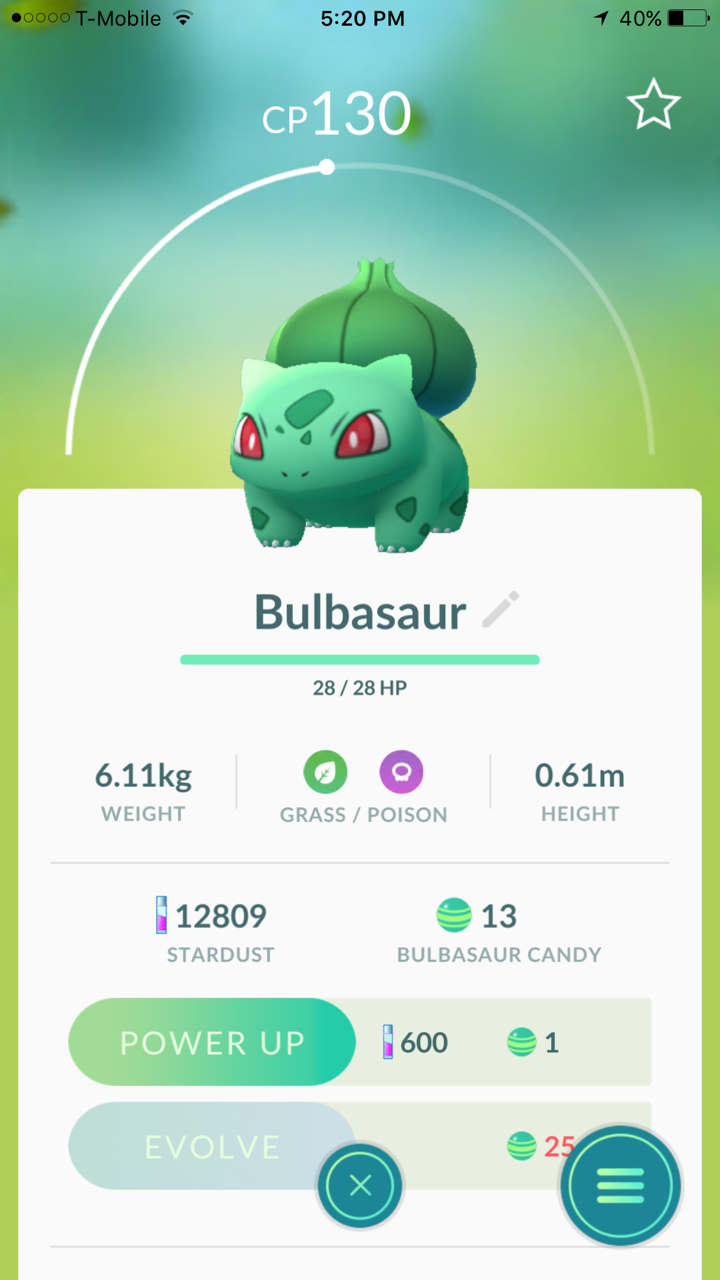 T-Mobile 5:20 PM 40%
CP130
Bulbasaur
28 / 28 HP
6.11kg 0.61m
WEIGHT GRASS / POISON HEIGHT
12809 13
STARDUST BULBASAUR CANDY
POWER UP 600 1
EVOLVE 25